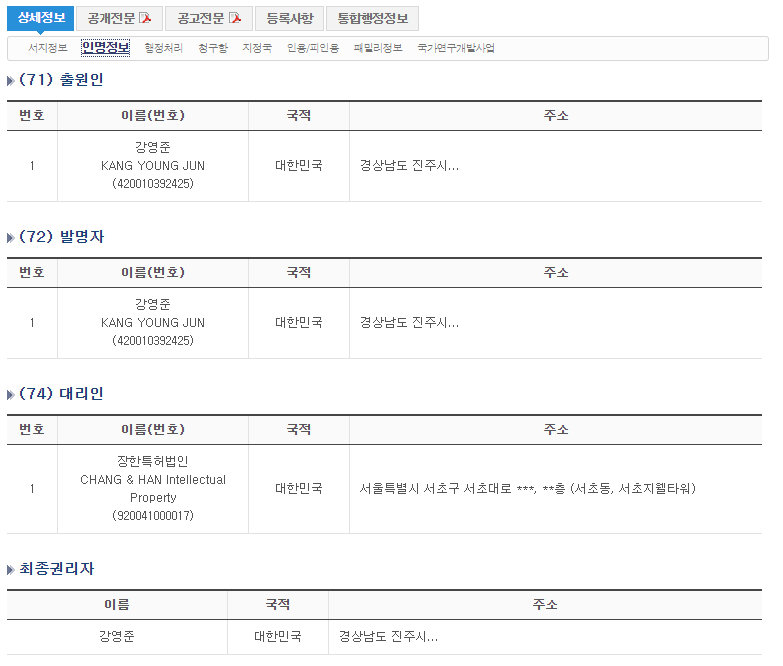 상세정보 공개전문 공고전문 등록사항 통합행정정보
서지정보 인명정보 행정처리 청구항 지정국 인용/피인용 패밀리정보 국가연구개발사업
(71) 출원인
번호 이름(번호) 국적 주소
1 강영준 KANG YOUNG JUN (420010392425) 대한민국 경상남도 진주시...
(72) 발명자
번호 이름(번호) 국적 주소
1 강영준 KANG YOUNG JUN (420010392425) 대한민국 경상남도 진주시...
(74) 대리인
번호 이름(번호) 국적 주소
1 장한특허법인 CHANG & HAN Intellectual Property (920041000017) 대한민국 서울특별시 서초구 서초대로 ***, **층 (서초동, 서초지웰타워)
최종권리자
이름 국적 주소
강영준 대한민국 경상남도 진주시...